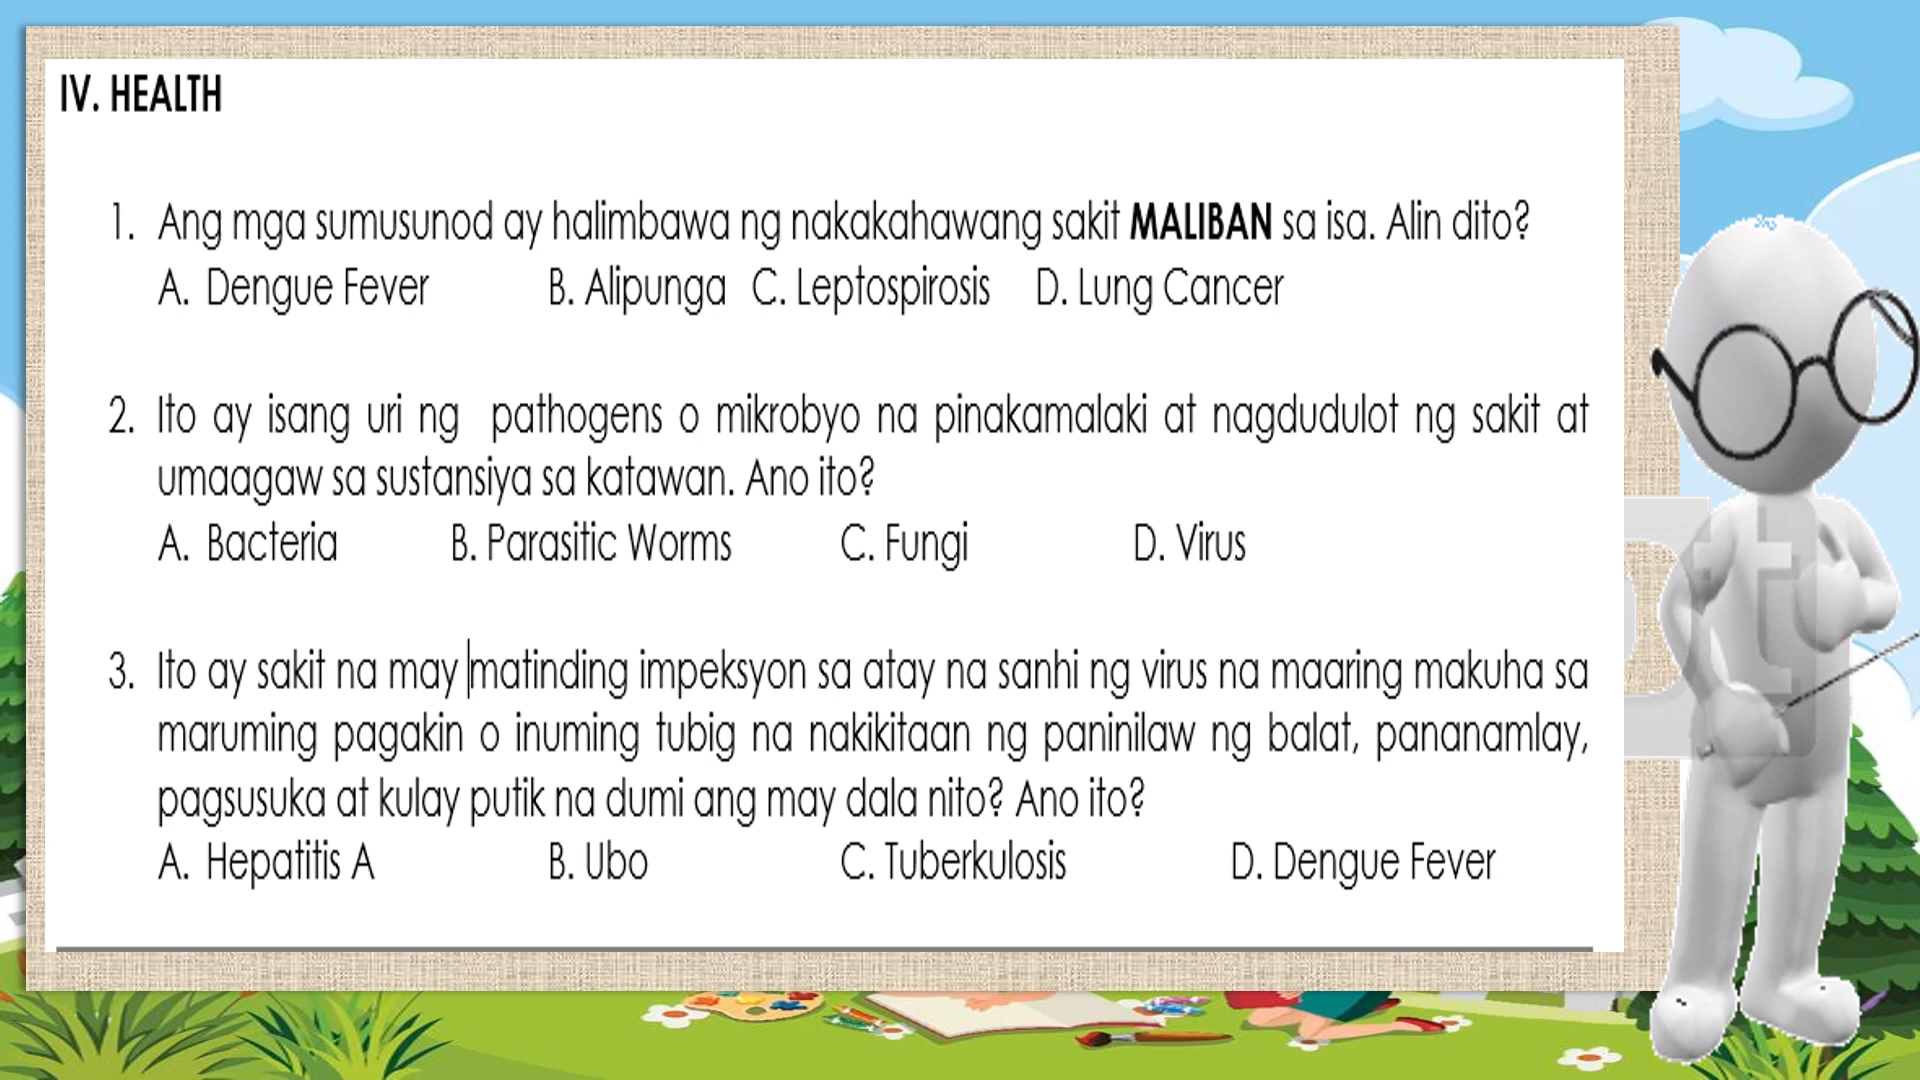 IV. HEALTH
1. Ang mga sumusunod ay halimbawa ng nakakahawang sakit MALIBAN sa isa. Alin dito?
A. Dengue Fever B. Alipunga C. Leptospirosis D. Lung Cancer
2. Ito ay isang uri ng pathogens o mikrobyo na pinakamalaki at nagdudulot ng sakit at
umaagaw sa sustansiya sa katawan. Ano ito?
A. Bacteria B. Parasitic Worms C. Fungi D. Virus
3. Ito ay sakit na may matinding impeksyon sa atay na sanhi ng virus na maaring makuha sa
maruming pagakin o inuming tubig na nakikitaan ng paninilaw ng balat, pananamlay,
pagsusuka at kulay putik na dumi ang may dala nito? Ano ito?
A. Hepatitis A B. Ubo C. Tuberkulosis D. Dengue Fever